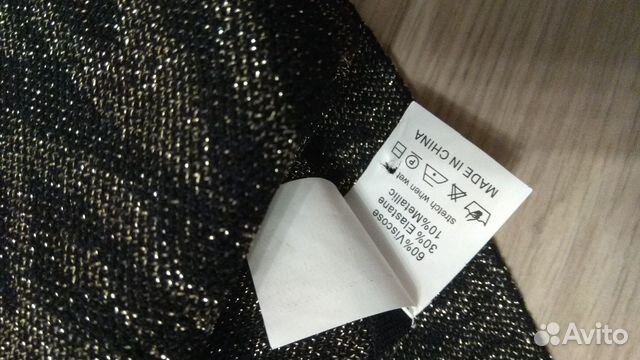 60%Viscose
30%Elastane
10%Metallic
stretch when wet
MADE IN CHINA
Avito